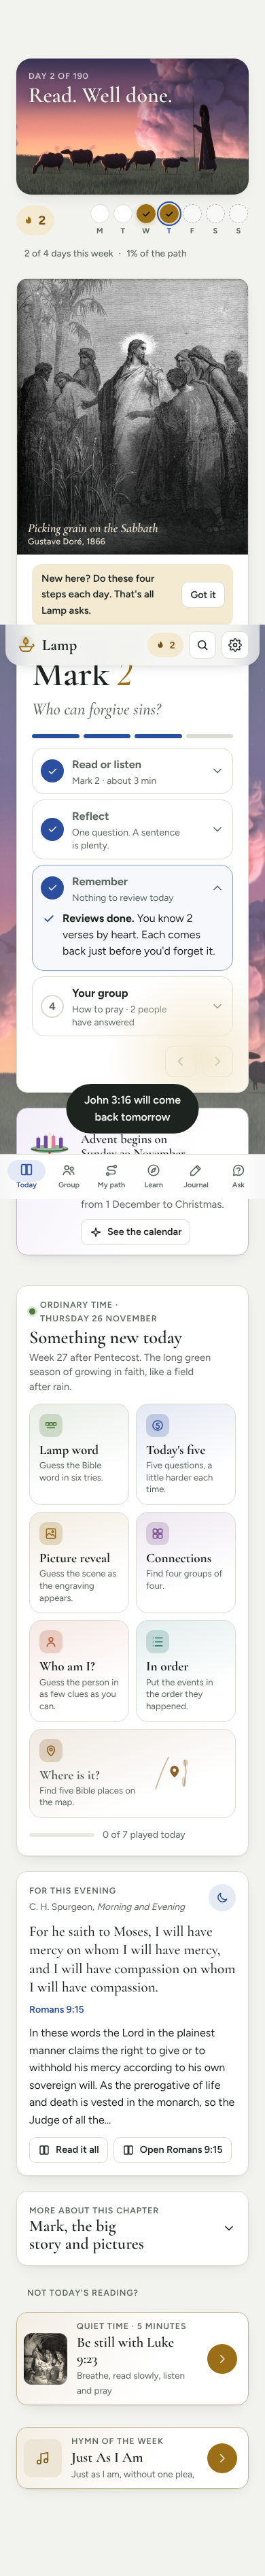 DAY 2 OF 190
Read. Well done.
2
M T W T F S S
2 of 4 days this week · 1% of the path
Picking grain on the Sabbath
Gustave Doré, 1866
New here? Do these four
steps each day. That's all
Lamp asks.
Got it
Lamp
2
Mark 2
Who can forgive sins?
Read or listen
Mark 2 · about 3 min
Reflect
One question. A sentence
is plenty.
Remember
Nothing to review today
Reviews done. You know 2
verses by heart. Each comes
back just before you'd forget it.
4
Your group
How to pray · 2 people
have answered
John 3:16 will come
back tomorrow
Advent begins on
Sunday 29 November
Today
Group
My path
Learn
Journal
Ask
from 1 December to Christmas.
See the calendar
ORDINARY TIME ·
THURSDAY 26 NOVEMBER
Something new today
Week 27 after Pentecost. The long green
season of growing in faith, like a field
after rain.
Lamp word
Guess the Bible
word in six tries.
Today's five
Five questions, a
little harder each
time.
Picture reveal
Guess the scene as
the engraving
appears.
Connections
Find four groups of
four.
Who am I?
Guess the person in
as few clues as you
can.
In order
Put the events in
the order they
happened.
Where is it?
Find five Bible places on
the map.
0 of 7 played today
FOR THIS EVENING
C. H. Spurgeon, Morning and Evening
For he saith to Moses, I will have
mercy on whom I will have mercy,
and I will have compassion on whom
I will have compassion.
Romans 9:15
In these words the Lord in the plainest
manner claims the right to give or to
withhold his mercy according to his own
sovereign will. As the prerogative of life
and death is vested in the monarch, so the
Judge of all the...
Read it all
Open Romans 9:15
MORE ABOUT THIS CHAPTER
Mark, the big
story and pictures
NOT TODAY'S READING?
QUIET TIME · 5 MINUTES
Be still with Luke
9:23
Breathe, read slowly, listen
and pray
HYMN OF THE WEEK
Just As I Am
Just as I am, without one plea,